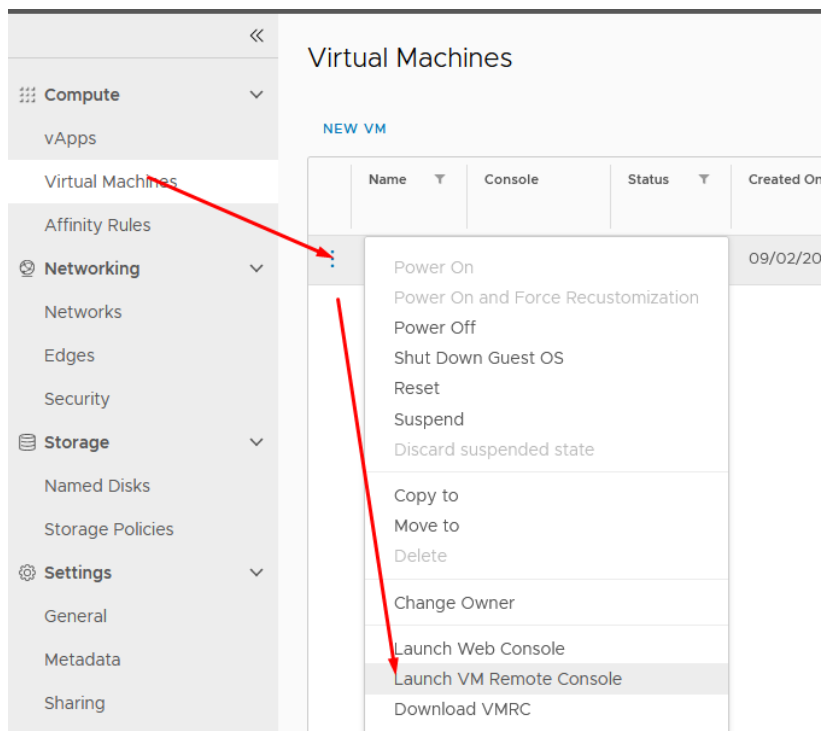 Virtual Machines
Compute
vApps
Virtual Machines
Affinity Rules
Networking
Networks
Edges
Security
Storage
Named Disks
Storage Policies
Settings
General
Metadata
Sharing
NEW VM
Name Console Status Created On
09/02/20
Power On
Power On and Force Recustomization
Power Off
Shut Down Guest OS
Reset
Suspend
Discard suspended state
Copy to
Move to
Delete
Change Owner
Launch Web Console
Launch VM Remote Console
Download VMRC